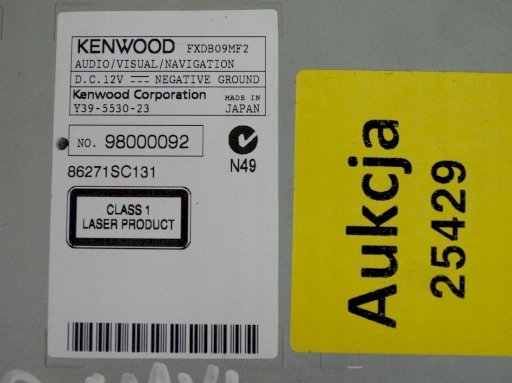 KENWOOD FXDB09MF2
AUDIO/VISUAL/NAVIGATION
D.C.12V ⎓ NEGATIVE GROUND
Kenwood Corporation MADE IN
Y39-5530-23 JAPAN
NO. 98000092
N49
86271SC131
CLASS 1
LASER PRODUCT
Aukcja
25429